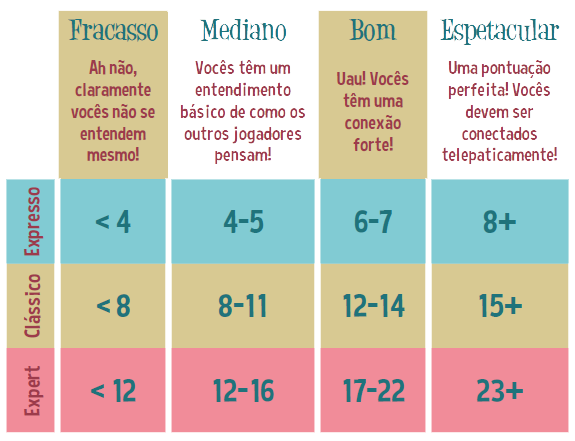 Fracasso Mediano Bom Espetacular
Ah não,
claramente
vocês não se
entendem
mesmo!
Vocês têm um
entendimento
básico de como os
outros jogadores
pensam!
Uau! Vocês
têm uma
conexão
forte!
Uma pontuação
perfeita! Vocês
devem ser
conectados
telepaticamente!
Expresso < 4 4-5 6-7 8+
Clássico < 8 8-11 12-14 15+
Expert < 12 12-16 17-22 23+